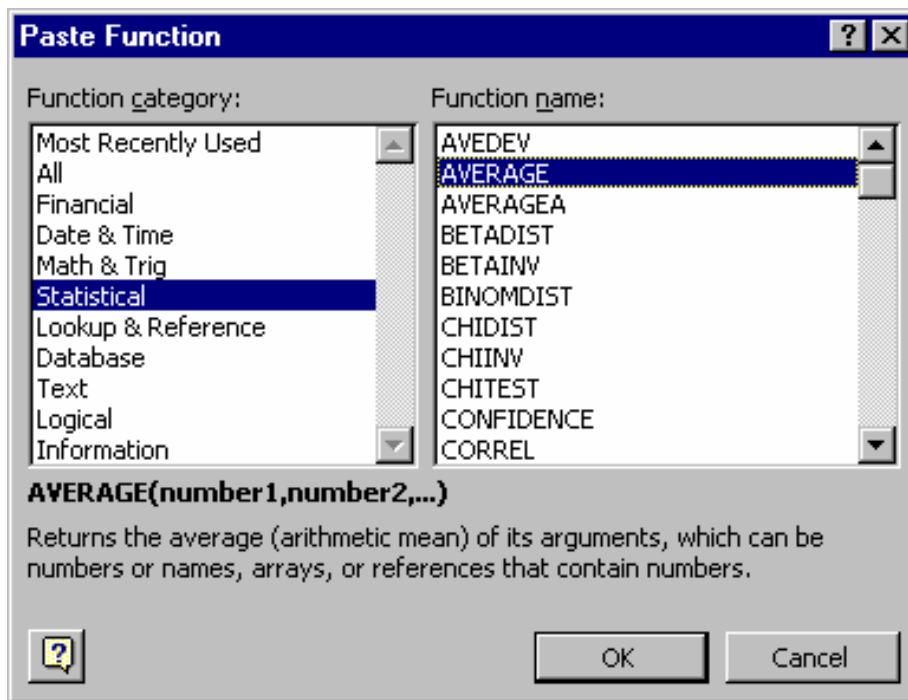 Paste Function
?
Function category:
Most Recently Used
All
Financial
Date & Time
Math & Trig
Statistical
Lookup & Reference
Database
Text
Logical
Information
Function name:
AVEDEV
AVERAGE
AVERAGEA
BETADIST
BETAINV
BINOMDIST
CHIDIST
CHIINV
CHITEST
CONFIDENCE
CORREL
AVERAGE(number1,number2,...)
Returns the average (arithmetic mean) of its arguments, which can be
numbers or names, arrays, or references that contain numbers.
?
OK
Cancel